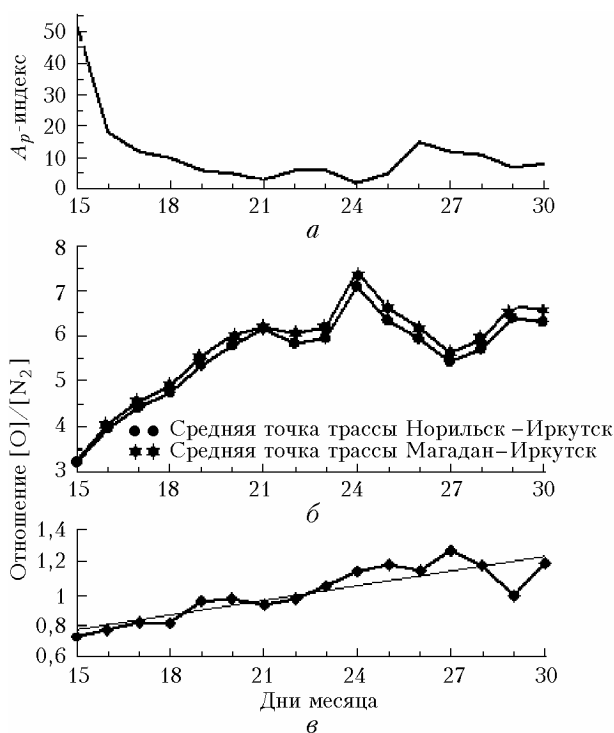 50
40
30
20
10
0
Ap-индекс
15 18 21 24 27 30
а
8
7
6
5
4
3
Отношение [O]/[N2]
Средняя точка трассы Норильск – Иркутск
Средняя точка трассы Магадан – Иркутск
15 18 21 24 27 30
б
1,4
1,2
1
0,8
0,6
15 18 21 24 27 30
Дни месяца
в